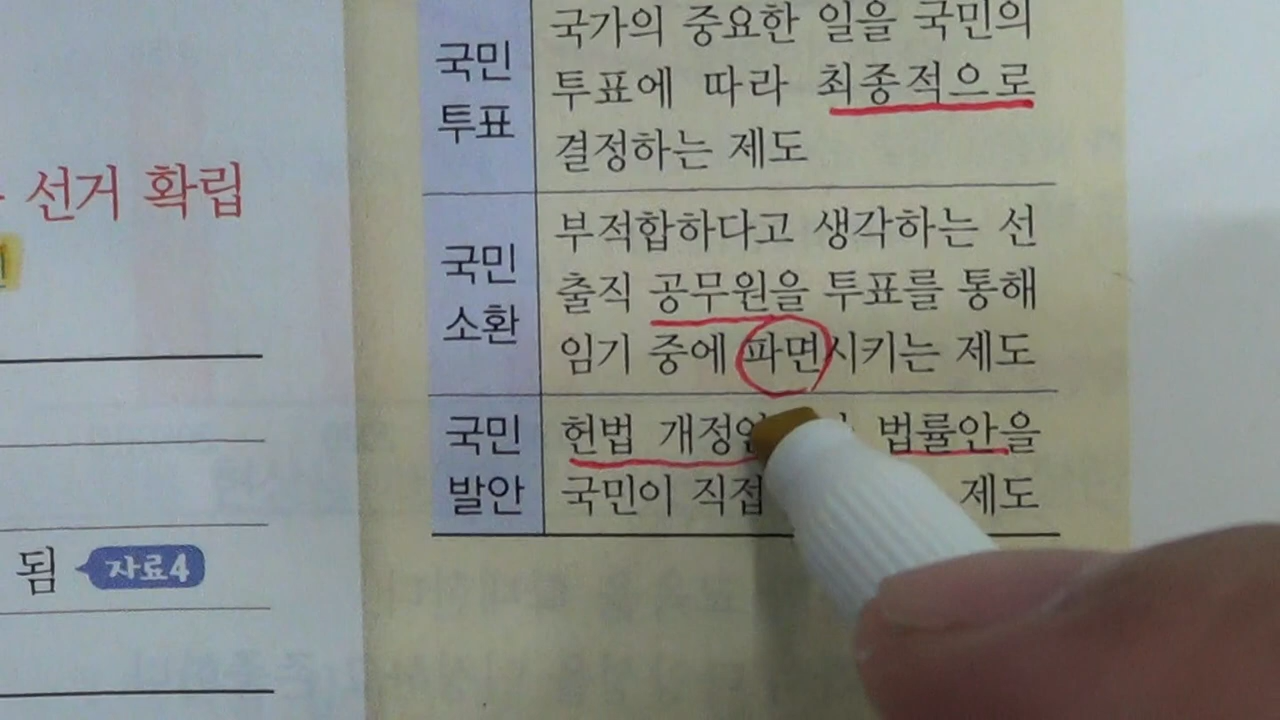 선거 확립
됨 자료4
국민
투표
국가의 중요한 일을 국민의
투표에 따라 최종적으로
결정하는 제도
국민
소환
부적합하다고 생각하는 선
출직 공무원을 투표를 통해
임기 중에 파면시키는 제도
국민
발안
헌법 개정안 법률안을
국민이 직접 제도